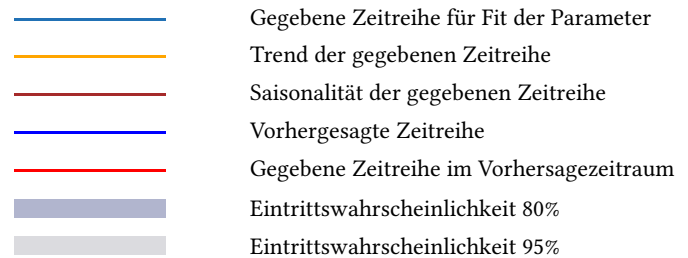 Gegebene Zeitreihe für Fit der Parameter
Trend der gegebenen Zeitreihe
Saisonalität der gegebenen Zeitreihe
Vorhergesagte Zeitreihe
Gegebene Zeitreihe im Vorhersagezeitraum
Eintrittswahrscheinlichkeit 80%
Eintrittswahrscheinlichkeit 95%